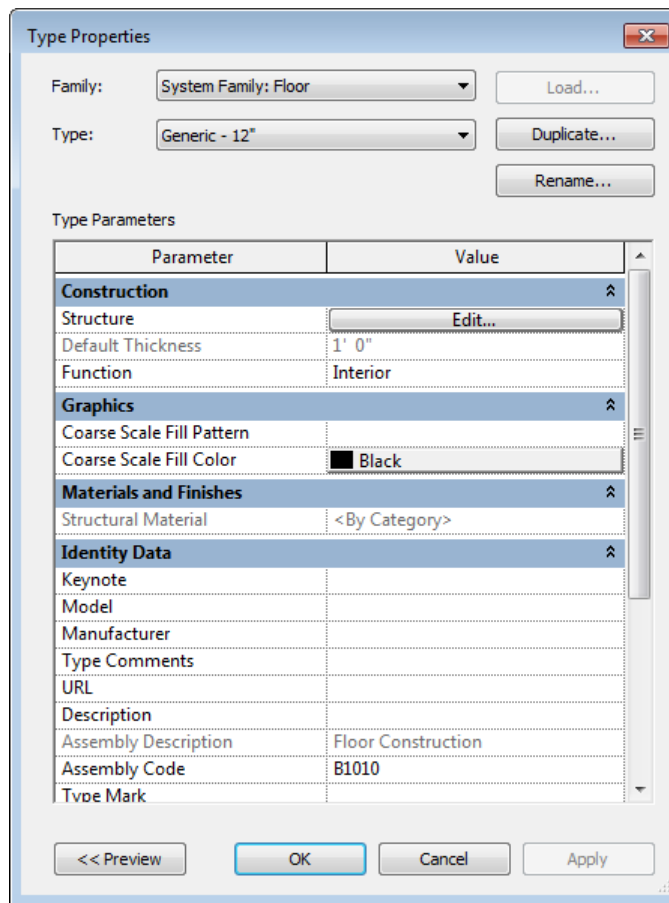 Type Properties
Family: System Family: Floor Load...
Type: Generic - 12" Duplicate...
Rename...
Type Parameters
Parameter Value
Construction
Structure Edit...
Default Thickness 1' 0"
Function Interior
Graphics
Coarse Scale Fill Pattern
Coarse Scale Fill Color Black
Materials and Finishes
Structural Material <By Category>
Identity Data
Keynote
Model
Manufacturer
Type Comments
URL
Description
Assembly Description Floor Construction
Assembly Code B1010
Type Mark
<< Preview OK Cancel Apply